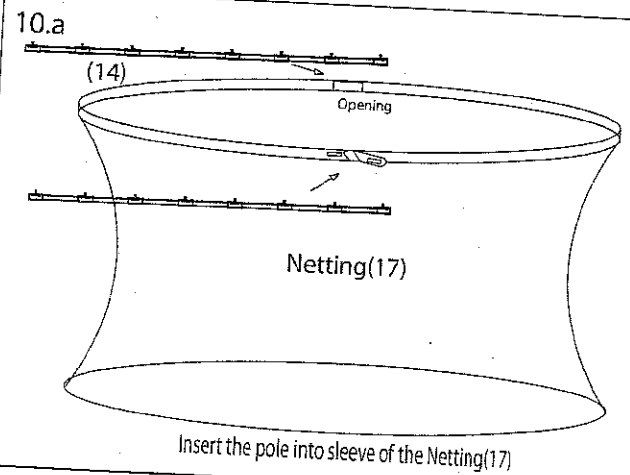 10.a
(14)
Opening
Netting(17)
Insert the pole into sleeve of the Netting(17)